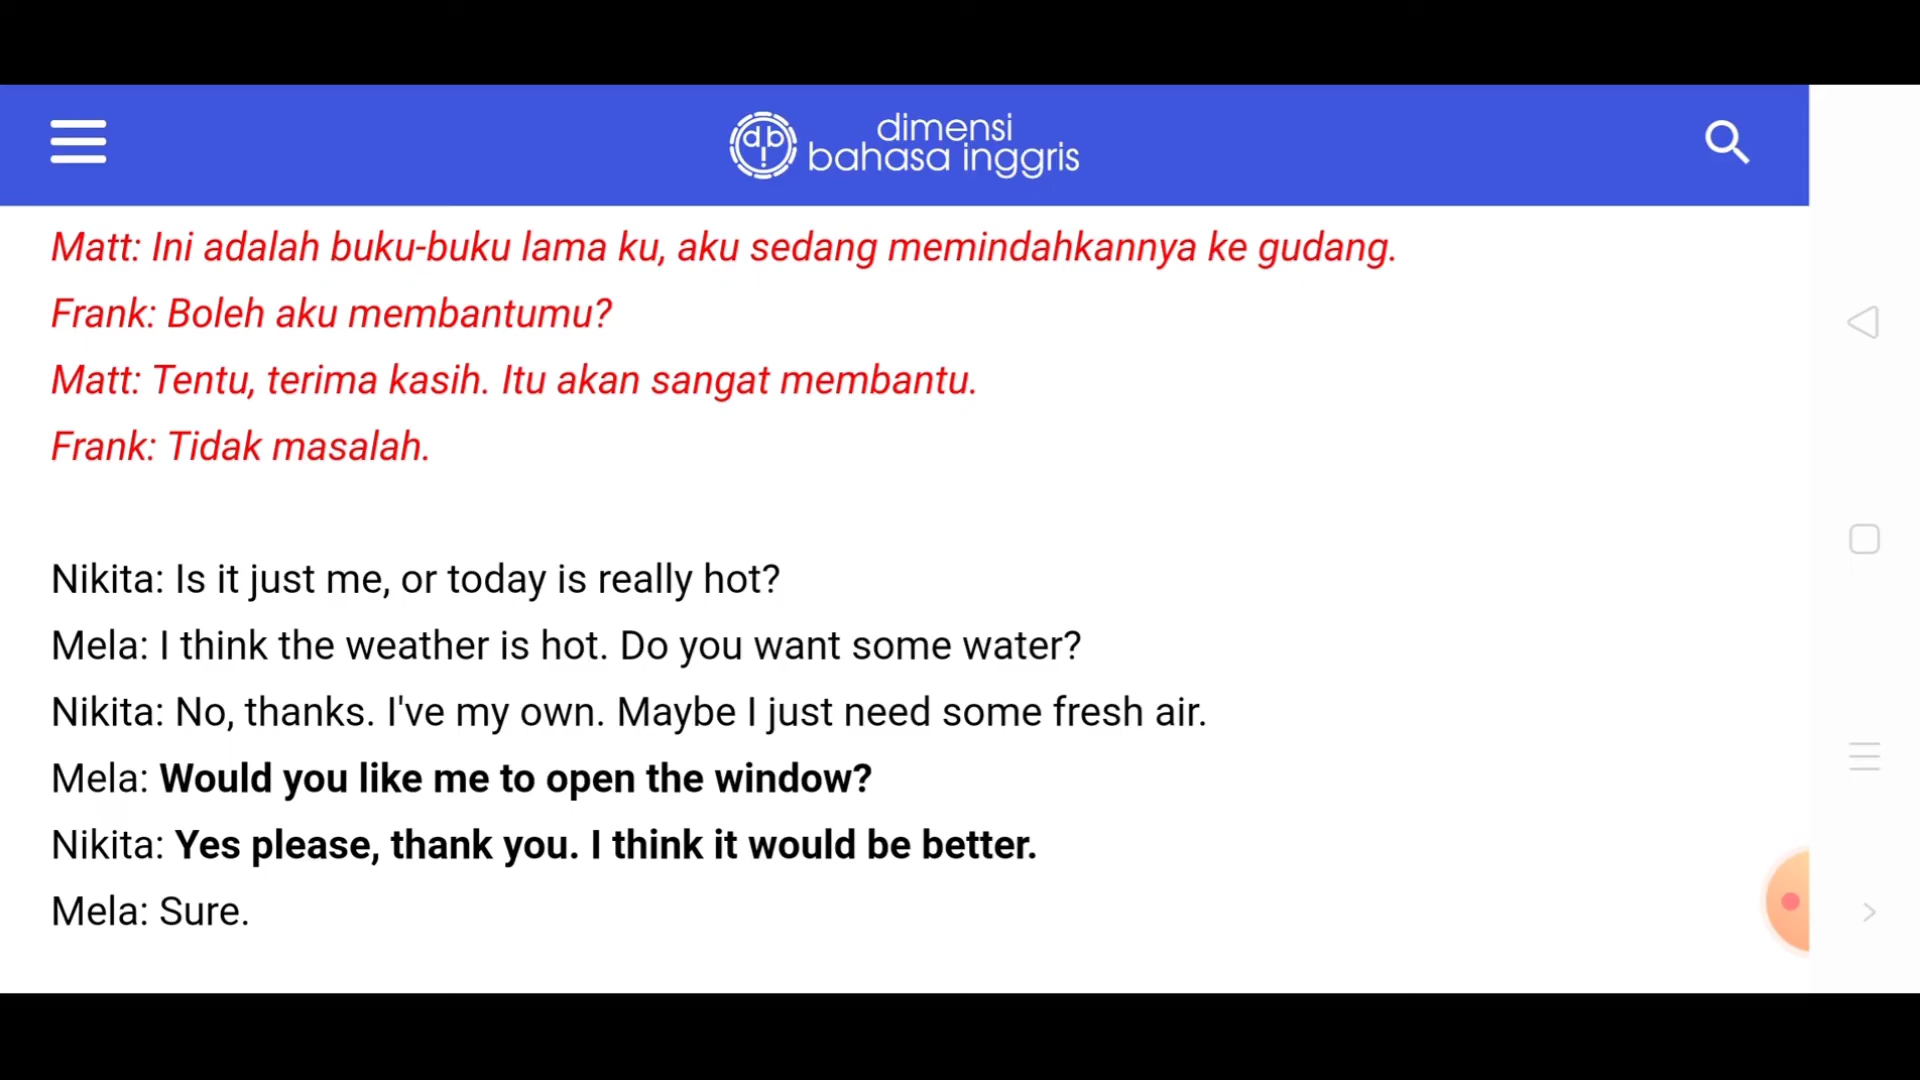 dimensi
bahasa inggris
Matt: Ini adalah buku-buku lama ku, aku sedang memindahkannya ke gudang.
Frank: Boleh aku membantumu?
Matt: Tentu, terima kasih. Itu akan sangat membantu.
Frank: Tidak masalah.
Nikita: Is it just me, or today is really hot?
Mela: I think the weather is hot. Do you want some water?
Nikita: No, thanks. I've my own. Maybe I just need some fresh air.
Mela: Would you like me to open the window?
Nikita: Yes please, thank you. I think it would be better.
Mela: Sure.